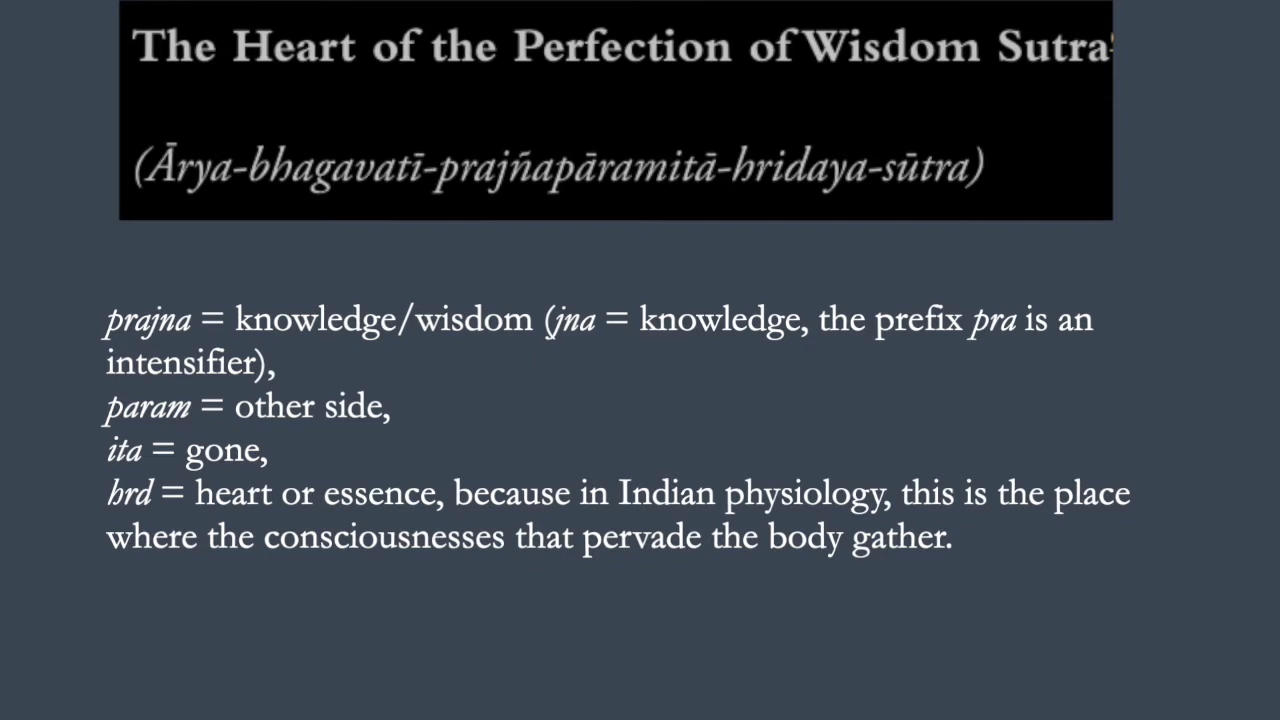 The Heart of the Perfection of Wisdom Sutra
(Ārya-bhagavatī-prajñapāramitā-hridaya-sūtra)
prajna = knowledge/wisdom (jna = knowledge, the prefix pra is an
intensifier),
param = other side,
ita = gone,
hrd = heart or essence, because in Indian physiology, this is the place
where the consciousnesses that pervade the body gather.